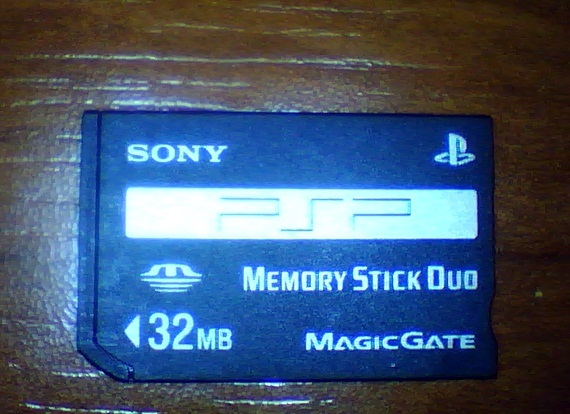 SONY
PSP
MEMORY STICK DUO
32MB
MAGICGATE